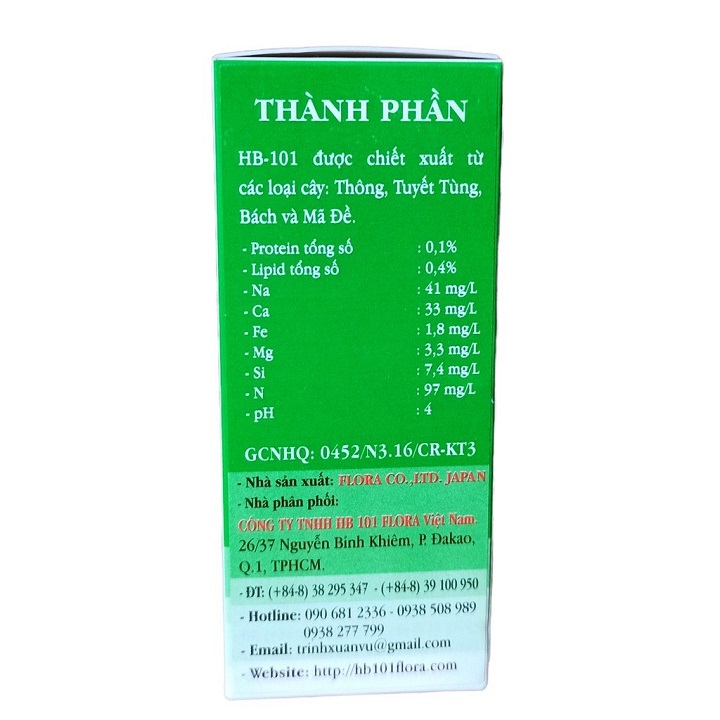 THÀNH PHẦN
HB-101 được chiết xuất từ
các loại cây: Thông, Tuyết Tùng,
Bách và Mã Đề.
- Protein tổng số : 0,1%
- Lipid tổng số : 0,4%
- Na : 41 mg/L
- Ca : 33 mg/L
- Fe : 1,8 mg/L
- Mg : 3,3 mg/L
- Si : 7,4 mg/L
- N : 97 mg/L
- pH : 4
GCNHQ: 0452/N3.16/CR-KT3
- Nhà sản xuất: FLORA CO.,LTD. JAPAN
- Nhà phân phối:
CÔNG TY TNHH HB 101 FLORA Việt Nam.
26/37 Nguyễn Bỉnh Khiêm, P. Đakao,
Q.1, TPHCM.
- ĐT: (+84-8) 38 295 347 - (+84-8) 39 100 950
- Hotline: 090 681 2336 - 0938 508 989
0938 277 799
- Email: trinhxuanvu@gmail.com
- Website: http://hb101flora.com